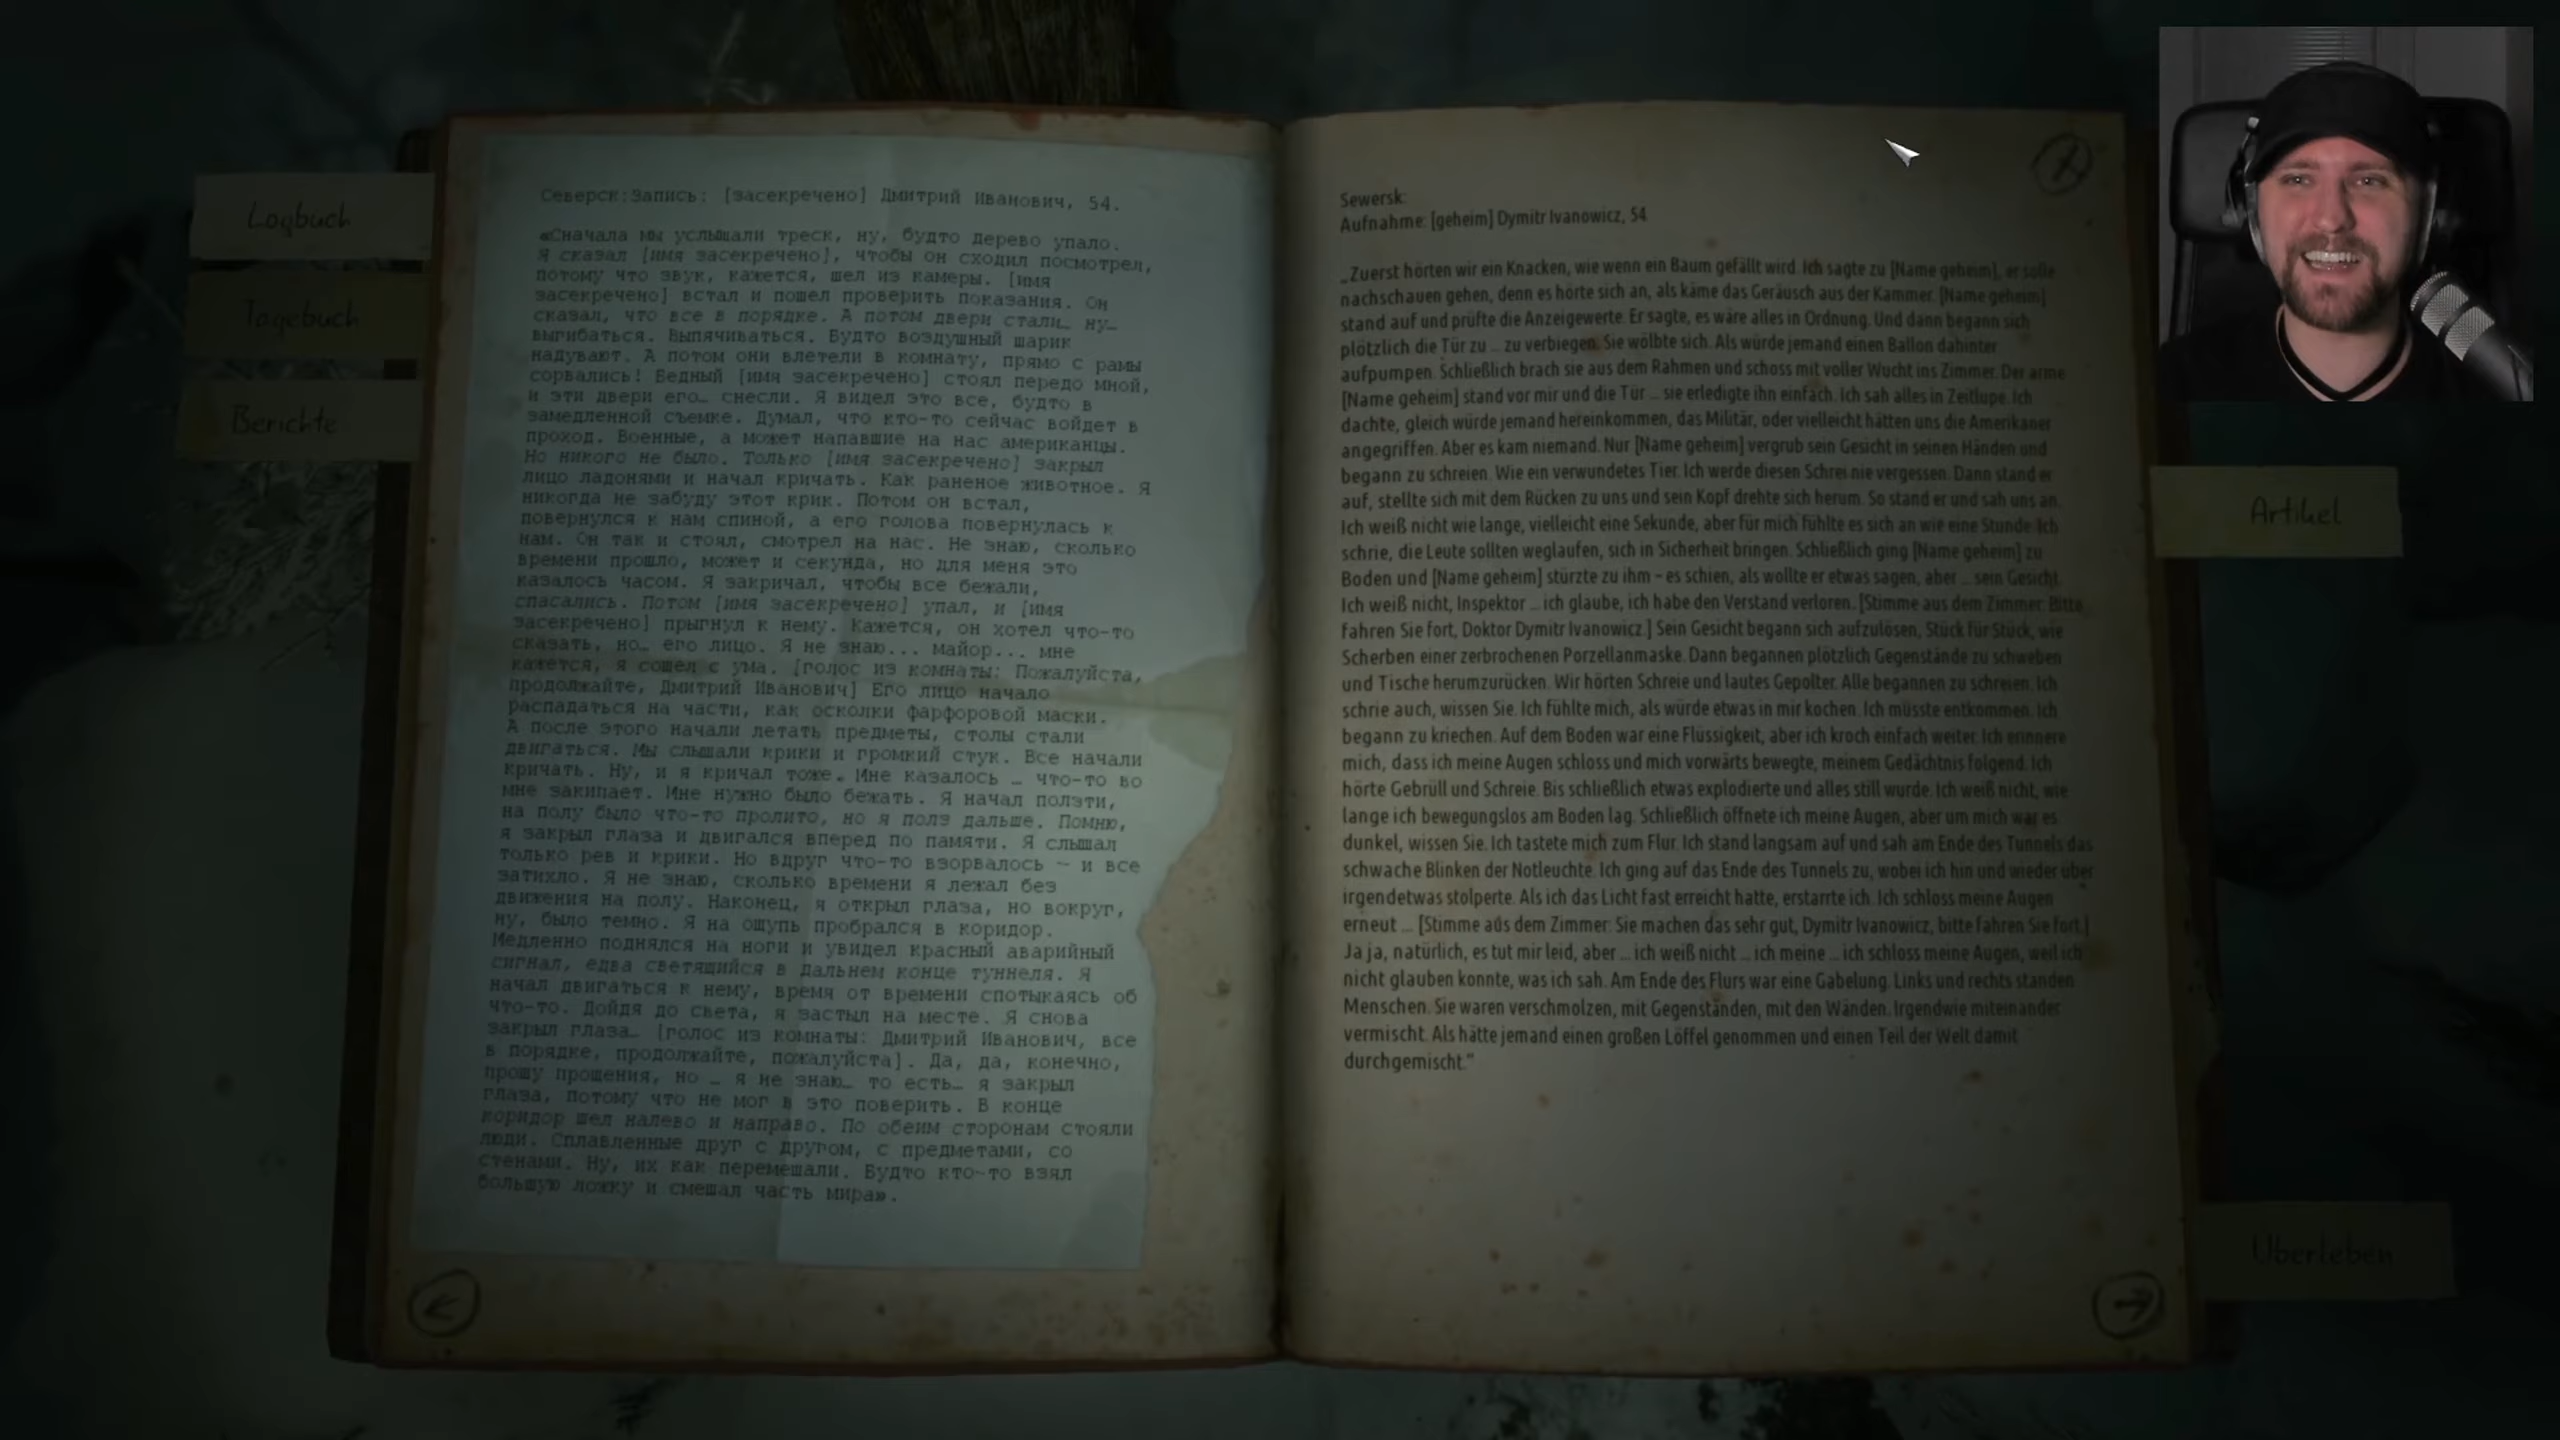 Logbuch
Tagebuch
Berichte
Северск:Запись: [засекречено] Дмитрий Иванович, 54.
«Сначала мы услышали треск, ну, будто дерево упало.
Я сказал [имя засекречено], чтобы он сходил посмотрел,
потому что звук, кажется, шел из камеры. [имя
засекречено] встал и пошел проверить показания. Он
сказал, что все в порядке. А потом двери стали… ну…
выгибаться. Выпячиваться. Будто воздушный шарик
надувают. А потом они влетели в комнату, прямо с рамы
сорвались! Бедный [имя засекречено] стоял передо мной,
и эти двери его… снесли. Я видел это все, будто в
замедленной съемке. Думал, что кто-то сейчас войдет в
проход. Военные, а может напавшие на нас американцы.
Но никого не было. Только [имя засекречено] закрыл
лицо ладонями и начал кричать. Как раненое животное. Я
никогда не забуду этот крик. Потом он встал,
повернулся к нам спиной, а его голова повернулась к
нам. Он так и стоял, смотрел на нас. Не знаю, сколько
времени прошло, может и секунда, но для меня это
казалось часом. Я закричал, чтобы все бежали,
спасались. Потом [имя засекречено] упал, и [имя
засекречено] прыгнул к нему. Кажется, он хотел что-то
сказать, но… его лицо. Я не знаю... майор... мне
кажется, я сошел с ума. [голос из комнаты: Пожалуйста,
продолжайте, Дмитрий Иванович] Его лицо начало
распадаться на части, как осколки фарфоровой маски.
А после этого начали летать предметы, столы стали
двигаться. Мы слышали крики и громкий стук. Все начали
кричать. Ну, и я кричал тоже. Мне казалось … что-то во
мне закипает. Мне нужно было бежать. Я начал ползти,
на полу было что-то пролито, но я полз дальше. Помню,
я закрыл глаза и двигался вперед по памяти. Я слышал
только рев и крики. Но вдруг что-то взорвалось – и все
затихло. Я не знаю, сколько времени я лежал без
движения на полу. Наконец, я открыл глаза, но вокруг,
ну, было темно. Я на ощупь пробрался в коридор.
Медленно поднялся на ноги и увидел красный аварийный
сигнал, едва светящийся в дальнем конце туннеля. Я
начал двигаться к нему, время от времени спотыкаясь об
что-то. Дойдя до света, я застыл на месте. Я снова
закрыл глаза… [голос из комнаты: Дмитрий Иванович, все
в порядке, продолжайте, пожалуйста]. Да, да, конечно,
прошу прощения, но … я не знаю… то есть… я закрыл
глаза, потому что не мог в это поверить. В конце
коридор шел налево и направо. По обеим сторонам стояли
люди. Сплавленные друг с другом, с предметами, со
стенами. Ну, их как перемешали. Будто кто-то взял
большую ложку и смешал часть мира».
Sewersk:
Aufnahme: [geheim] Dymitr Ivanowicz, 54
„Zuerst hörten wir ein Knacken, wie wenn ein Baum gefällt wird. Ich sagte zu [Name geheim], er solle
nachschauen gehen, denn es hörte sich an, als käme das Geräusch aus der Kammer. [Name geheim]
stand auf und prüfte die Anzeigewerte. Er sagte, es wäre alles in Ordnung. Und dann begann sich
plötzlich die Tür zu ... zu verbiegen. Sie wölbte sich. Als würde jemand einen Ballon dahinter
aufpumpen. Schließlich brach sie aus dem Rahmen und schoss mit voller Wucht ins Zimmer. Der arme
[Name geheim] stand vor mir und die Tür ... sie erledigte ihn einfach. Ich sah alles in Zeitlupe. Ich
dachte, gleich würde jemand hereinkommen, das Militär, oder vielleicht hätten uns die Amerikaner
angegriffen. Aber es kam niemand. Nur [Name geheim] vergrub sein Gesicht in seinen Händen und
begann zu schreien. Wie ein verwundetes Tier. Ich werde diesen Schrei nie vergessen. Dann stand er
auf, stellte sich mit dem Rücken zu uns und sein Kopf drehte sich herum. So stand er und sah uns an.
Ich weiß nicht wie lange, vielleicht eine Sekunde, aber für mich fühlte es sich an wie eine Stunde. Ich
schrie, die Leute sollten weglaufen, sich in Sicherheit bringen. Schließlich ging [Name geheim] zu
Boden und [Name geheim] stürzte zu ihm – es schien, als wollte er etwas sagen, aber ... sein Gesicht.
Ich weiß nicht, Inspektor ... ich glaube, ich habe den Verstand verloren. [Stimme aus dem Zimmer: Bitte
fahren Sie fort, Doktor Dymitr Ivanowicz.] Sein Gesicht begann sich aufzulösen, Stück für Stück, wie
Scherben einer zerbrochenen Porzellanmaske. Dann begannen plötzlich Gegenstände zu schweben
und Tische herumzurücken. Wir hörten Schreie und lautes Gepolter. Alle begannen zu schreien. Ich
schrie auch, wissen Sie. Ich fühlte mich, als würde etwas in mir kochen. Ich müsste entkommen. Ich
begann zu kriechen. Auf dem Boden war eine Flüssigkeit, aber ich kroch einfach weiter. Ich erinnere
mich, dass ich meine Augen schloss und mich vorwärts bewegte, meinem Gedächtnis folgend. Ich
hörte Gebrüll und Schreie. Bis schließlich etwas explodierte und alles still wurde. Ich weiß nicht, wie
lange ich bewegungslos am Boden lag. Schließlich öffnete ich meine Augen, aber um mich war es
dunkel, wissen Sie. Ich tastete mich zum Flur. Ich stand langsam auf und sah am Ende des Tunnels das
schwache Blinken der Notleuchte. Ich ging auf das Ende des Tunnels zu, wobei ich hin und wieder über
irgendetwas stolperte. Als ich das Licht fast erreicht hatte, erstarrte ich. Ich schloss meine Augen
erneut ... [Stimme aus dem Zimmer: Sie machen das sehr gut, Dymitr Ivanowicz, bitte fahren Sie fort.]
Ja ja, natürlich, es tut mir leid, aber ... ich weiß nicht ... ich meine ... ich schloss meine Augen, weil ich
nicht glauben konnte, was ich sah. Am Ende des Flurs war eine Gabelung. Links und rechts standen
Menschen. Sie waren verschmolzen, mit Gegenständen, mit den Wänden. Irgendwie miteinander
vermischt. Als hätte jemand einen großen Löffel genommen und einen Teil der Welt damit
durchgemischt."
Artikel
Überleben